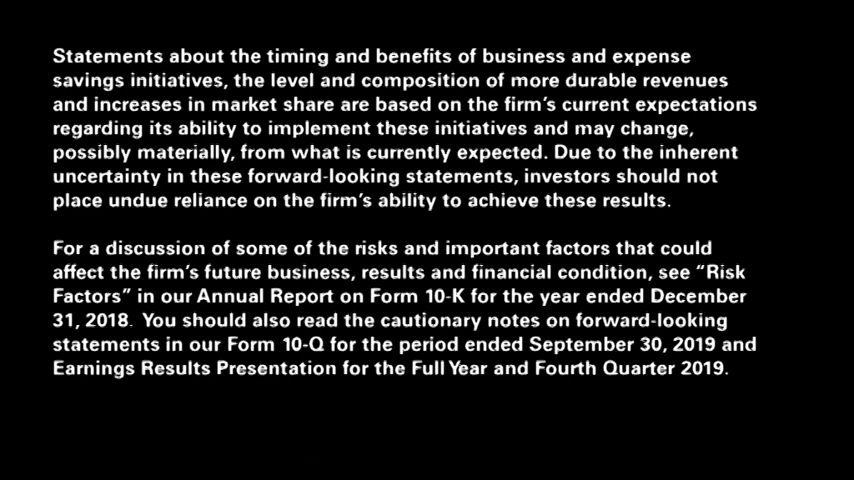 Statements about the timing and benefits of business and expense
savings initiatives, the level and composition of more durable revenues
and increases in market share are based on the firm's current expectations
regarding its ability to implement these initiatives and may change,
possibly materially, from what is currently expected. Due to the inherent
uncertainty in these forward-looking statements, investors should not
place undue reliance on the firm's ability to achieve these results.
For a discussion of some of the risks and important factors that could
affect the firm's future business, results and financial condition, see “Risk
Factors” in our Annual Report on Form 10-K for the year ended December
31, 2018. You should also read the cautionary notes on forward-looking
statements in our Form 10-Q for the period ended September 30, 2019 and
Earnings Results Presentation for the Full Year and Fourth Quarter 2019.